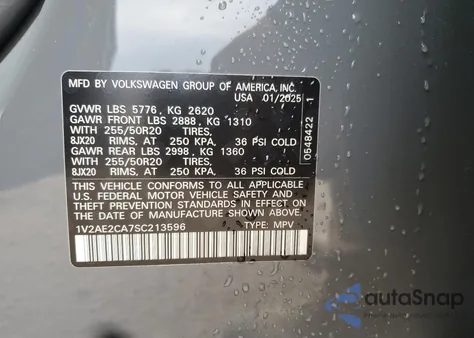 MFD BY VOLKSWAGEN GROUP OF AMERICA, INC.
USA 01/2025
GVWR LBS 5776, KG 2620
GAWR FRONT LBS 2888, KG 1310
WITH 255/50R20 TIRES,
8JX20 RIMS, AT 250 KPA, 36 PSI COLD
GAWR REAR LBS 2998, KG 1360
WITH 255/50R20 TIRES,
8JX20 RIMS, AT 250 KPA, 36 PSI COLD
THIS VEHICLE CONFORMS TO ALL APPLICABLE
U.S. FEDERAL MOTOR VEHICLE SAFETY AND
THEFT PREVENTION STANDARDS IN EFFECT
ON THE DATE OF MANUFACTURE SHOWN ABOVE.
1V2AE2CA7SC213596 TYPE: MPV
0648422 1
autoSnap